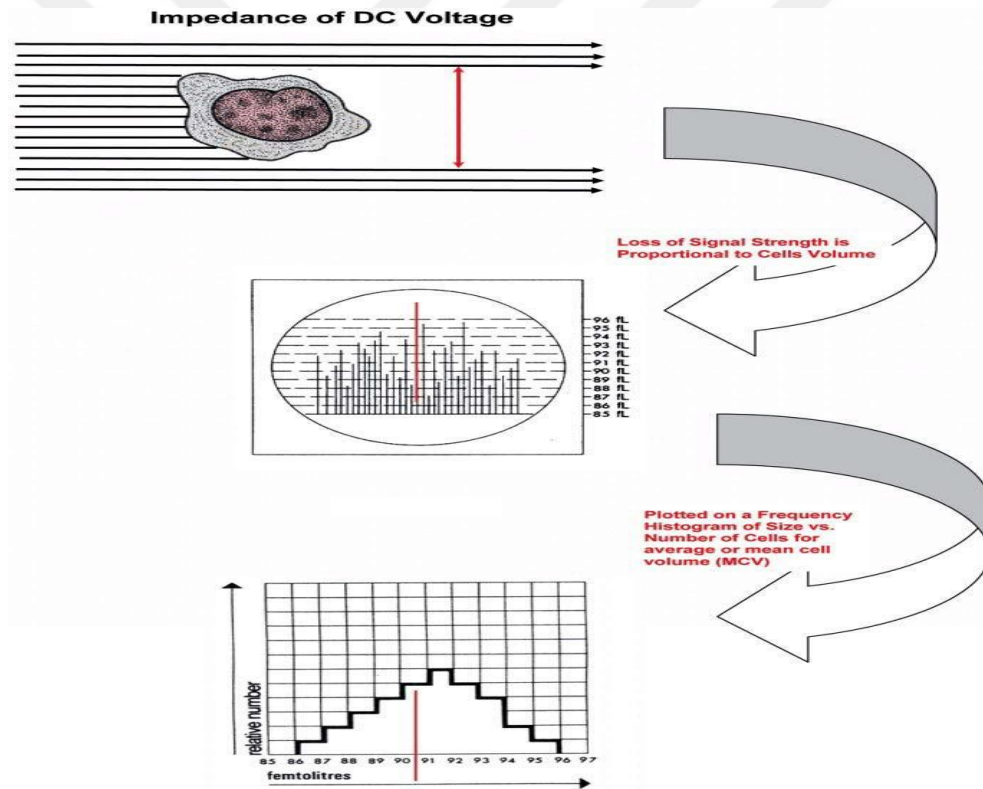 Impedance of DC Voltage
Loss of Signal Strength is
Proportional to Cells Volume
96 fL
95 fL
94 fL
93 fL
92 fL
91 fL
90 fL
89 fL
88 fL
87 fL
86 fL
85 fL
Plotted on a Frequency
Histogram of Size vs.
Number of Cells for
average or mean cell
volume (MCV)
relative number
85 86 87 88 89 90 91 92 93 94 95 96 97
femtolitres